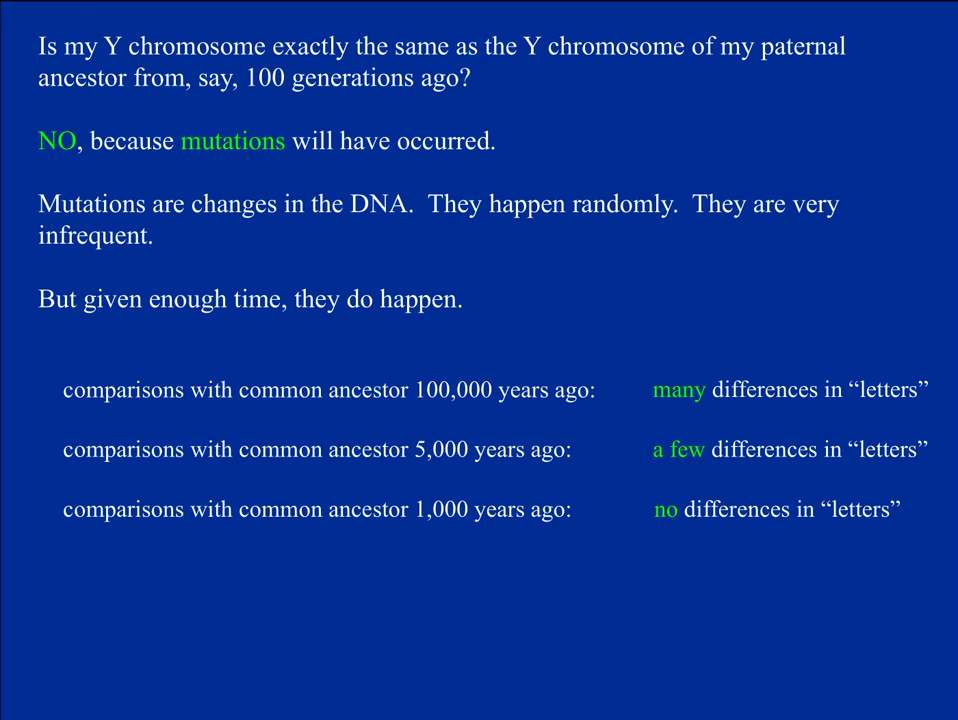 Is my Y chromosome exactly the same as the Y chromosome of my paternal
ancestor from, say, 100 generations ago?
NO, because mutations will have occurred.
Mutations are changes in the DNA.  They happen randomly.  They are very
infrequent.
But given enough time, they do happen.
comparisons with common ancestor 100,000 years ago: many differences in “letters”
comparisons with common ancestor 5,000 years ago: a few differences in “letters”
comparisons with common ancestor 1,000 years ago: no differences in “letters”